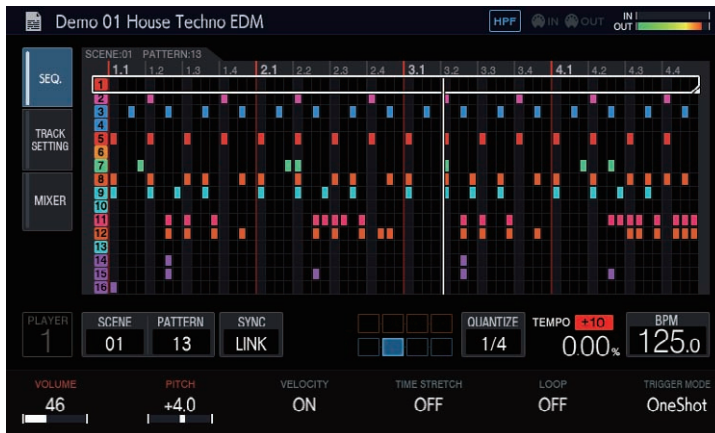 Demo 01 House Techno EDM HPF IN OUT IN OUT
SCENE:01 PATTERN:13
1.1 1.2 1.3 1.4 2.1 2.2 2.3 2.4 3.1 3.2 3.3 3.4 4.1 4.2 4.3 4.4
SEQ.
TRACK
SETTING
MIXER
1
2
3
4
5
6
7
8
9
10
11
12
13
14
15
16
PLAYER
1
SCENE
01
PATTERN
13
SYNC
LINK
QUANTIZE
1/4
TEMPO ±10
0.00%
BPM
125.0
VOLUME
46
PITCH
+4.0
VELOCITY
ON
TIME STRETCH
OFF
LOOP
OFF
TRIGGER MODE
OneShot